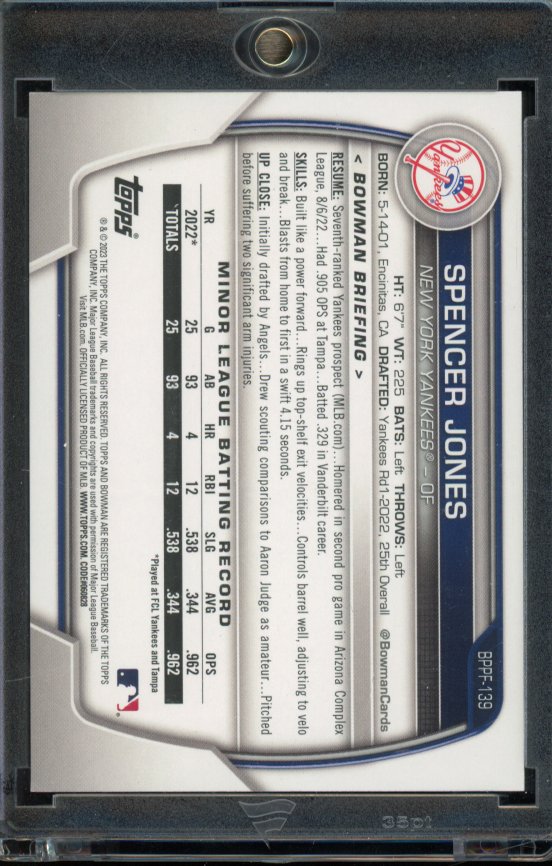 BPPF-139
SPENCER JONES
NEW YORK YANKEES® – OF
Yankees
HT: 6'7" WT: 225 BATS: Left THROWS: Left
BORN: 5-14-01, Encinitas, CA DRAFTED: Yankees Rd1-2022, 25th Overall @BowmanCards
< BOWMAN BRIEFING >
RESUME: Seventh-ranked Yankees prospect (MLB.com)... Homered in second pro game in Arizona Complex
League, 8/6/22...Had .905 OPS at Tampa...Batted .329 in Vanderbilt career.
SKILLS: Built like a power forward...Rings up top-shelf exit velocities...Controls barrel well, adjusting to velo
and break...Blasts from home to first in a swift 4.15 seconds.
UP CLOSE: Initially drafted by Angels...Drew scouting comparisons to Aaron Judge as amateur...Pitched
before suffering two significant arm injuries.
MINOR LEAGUE BATTING RECORD
YR G AB HR RBI SLG AVG OPS
2022* 25 93 4 12 .538 .344 .962
TOTALS 25 93 4 12 .538 .344 .962
*Played at FCL Yankees and Tampa
Topps®
® & © 2023 THE TOPPS COMPANY, INC. ALL RIGHTS RESERVED. TOPPS AND BOWMAN ARE REGISTERED TRADEMARKS OF THE TOPPS
COMPANY, INC. Major League Baseball trademarks and copyrights are used with permission of Major League Baseball.
Visit MLB.com. OFFICIALLY LICENSED PRODUCT OF MLB WWW.TOPPS.COM. CODE#060828
35pt